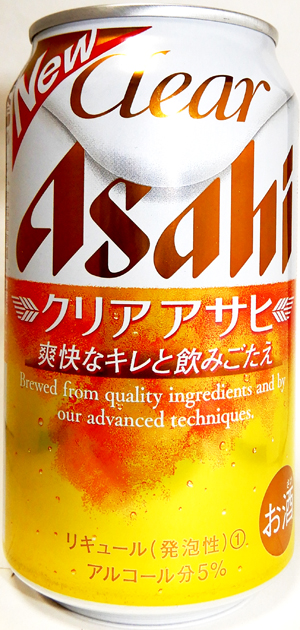 New
Clear
Asahi
クリア アサヒ
爽快なキレと飲みごたえ
Brewed from quality ingredients and by
our advanced techniques.
お酒
リキュール(発泡性)①
アルコール分5%